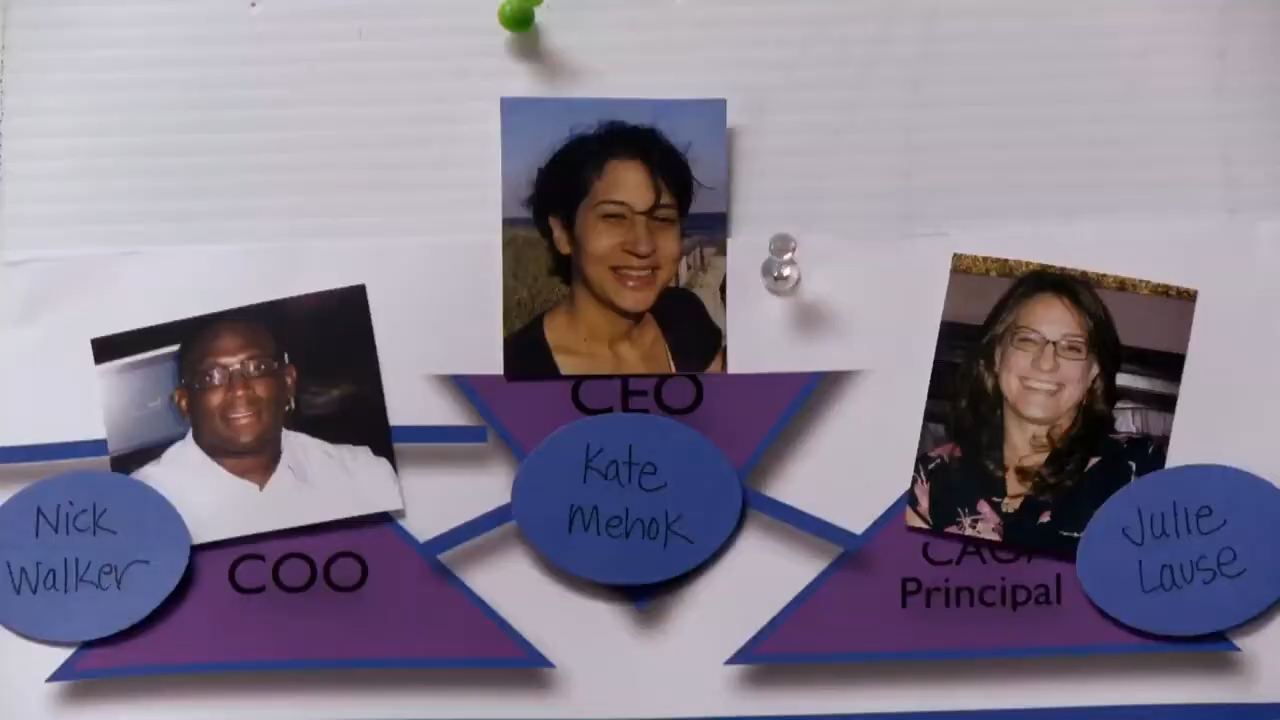 CEO
Kate
Mehok
Nick
Walker
COO
Julie
Lause
Principal